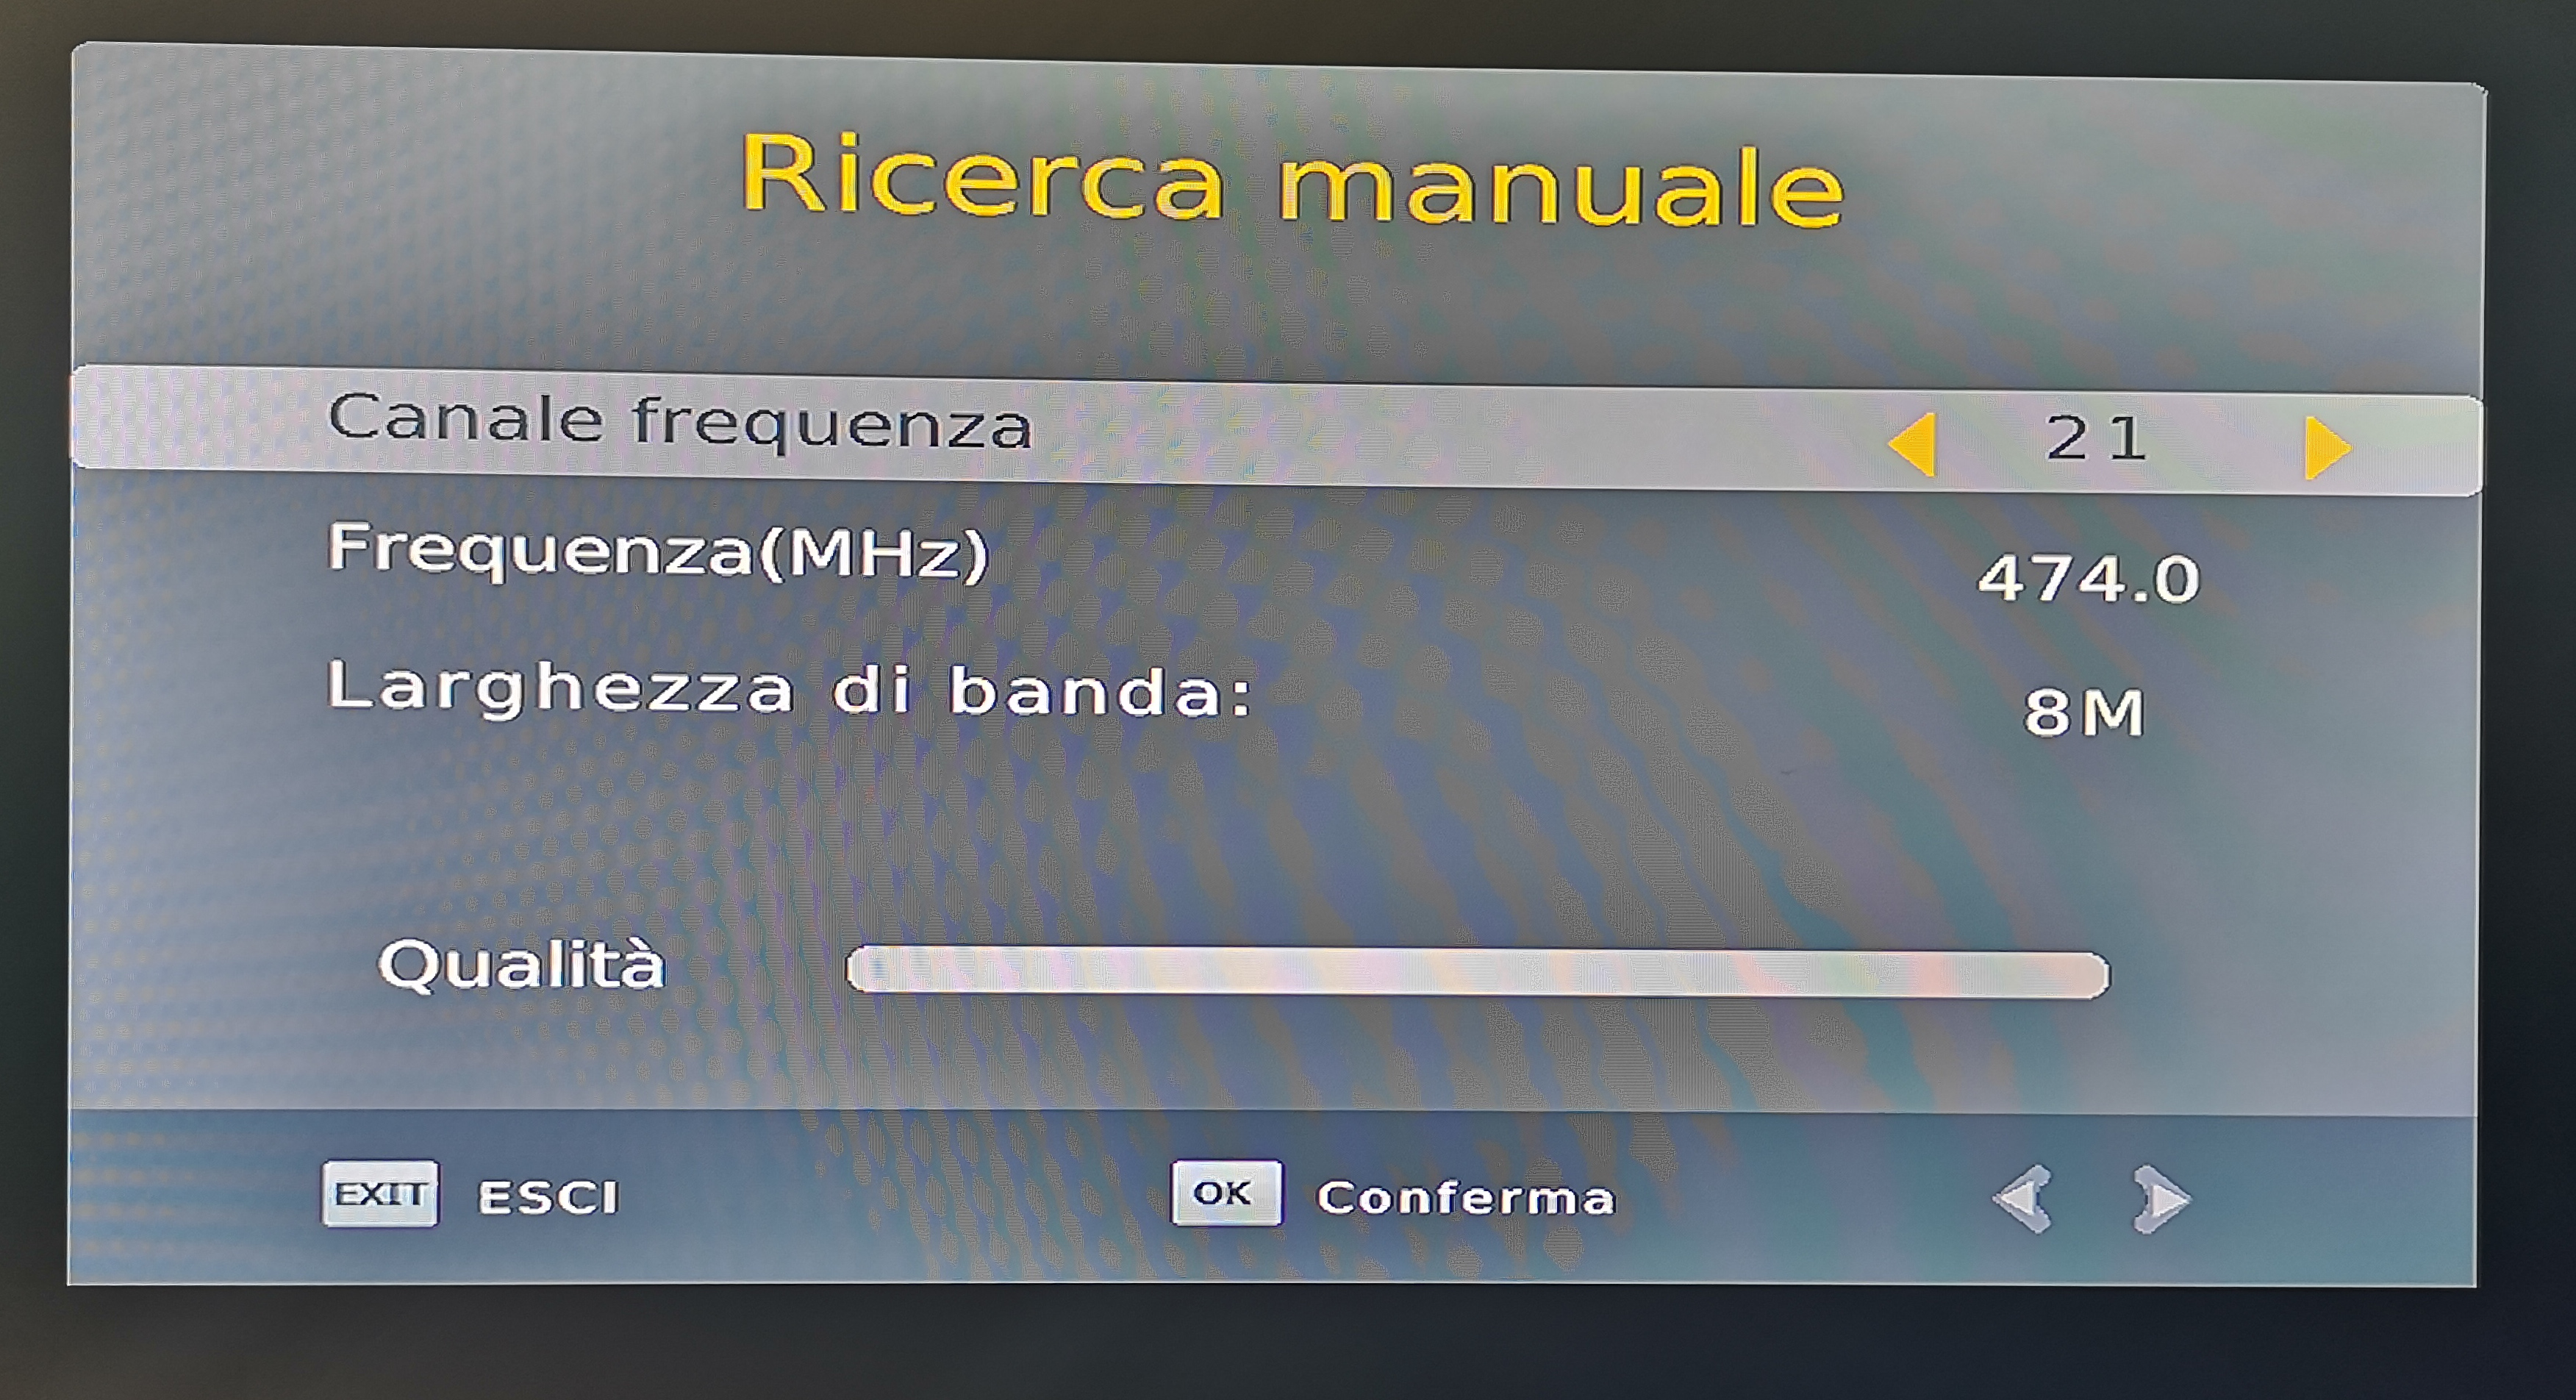 Ricerca manuale
Canale frequenza 21
Frequenza(MHz) 474.0
Larghezza di banda: 8M
Qualità
EXIT ESCI OK Conferma